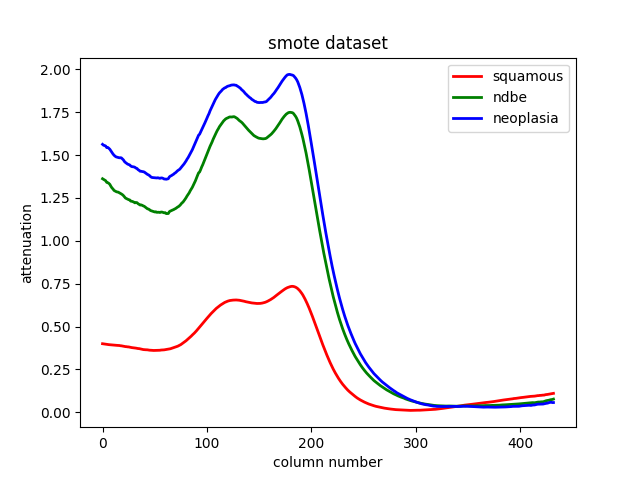 smote dataset
squamous
ndbe
neoplasia
attenuation
2.00
1.75
1.50
1.25
1.00
0.75
0.50
0.25
0.00
0 100 200 300 400
column number